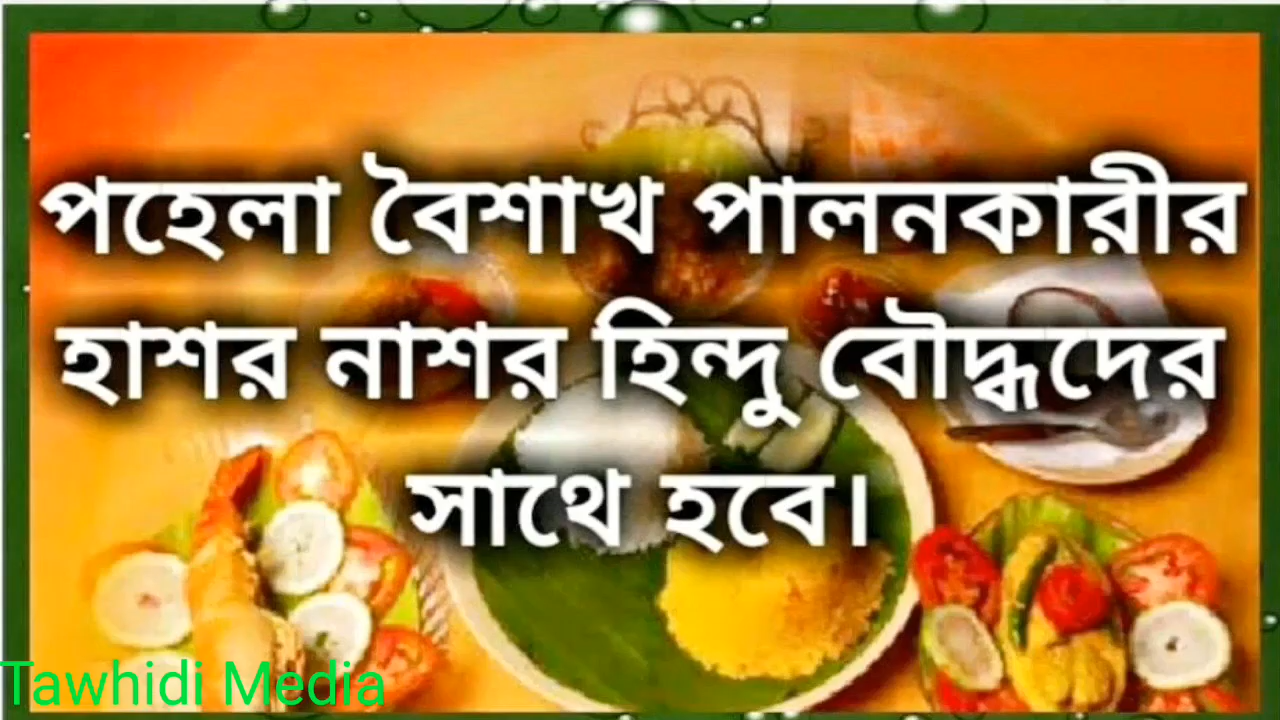 পহেলা বৈশাখ পালনকারীর
হাশর নাশর হিন্দু বৌদ্ধদের
সাথে হবে।
Tawhidi Media